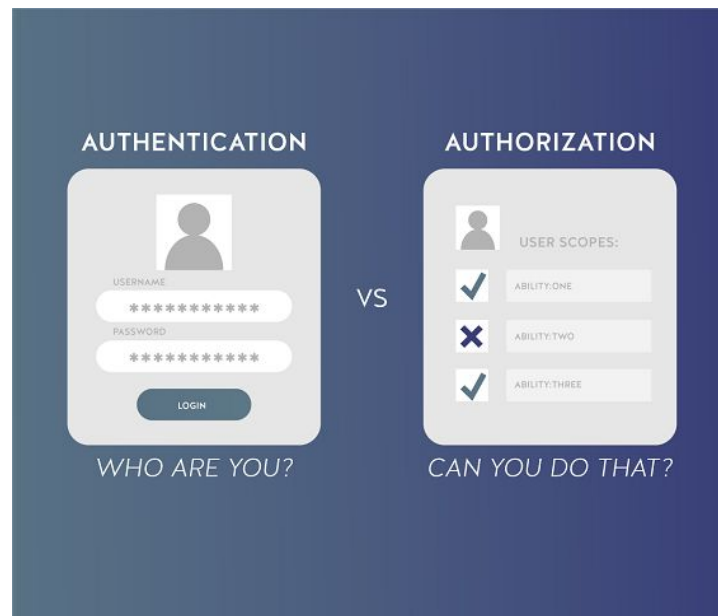 AUTHENTICATION
USERNAME
***********
PASSWORD
***********
LOGIN
WHO ARE YOU?
VS
AUTHORIZATION
USER SCOPES:
ABILITY:ONE
ABILITY:TWO
ABILITY:THREE
CAN YOU DO THAT?